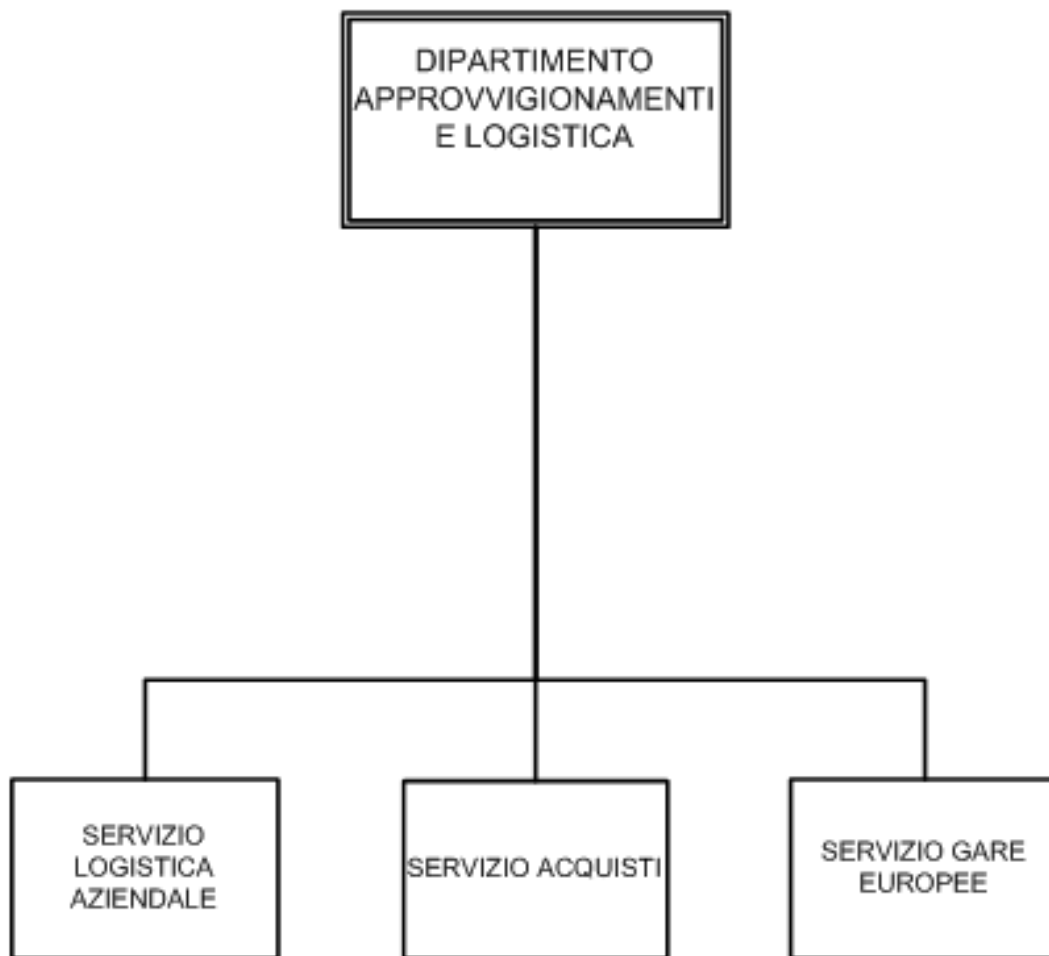 DIPARTIMENTO
APPROVVIGIONAMENTI
E LOGISTICA
SERVIZIO
LOGISTICA
AZIENDALE
SERVIZIO ACQUISTI
SERVIZIO GARE
EUROPEE